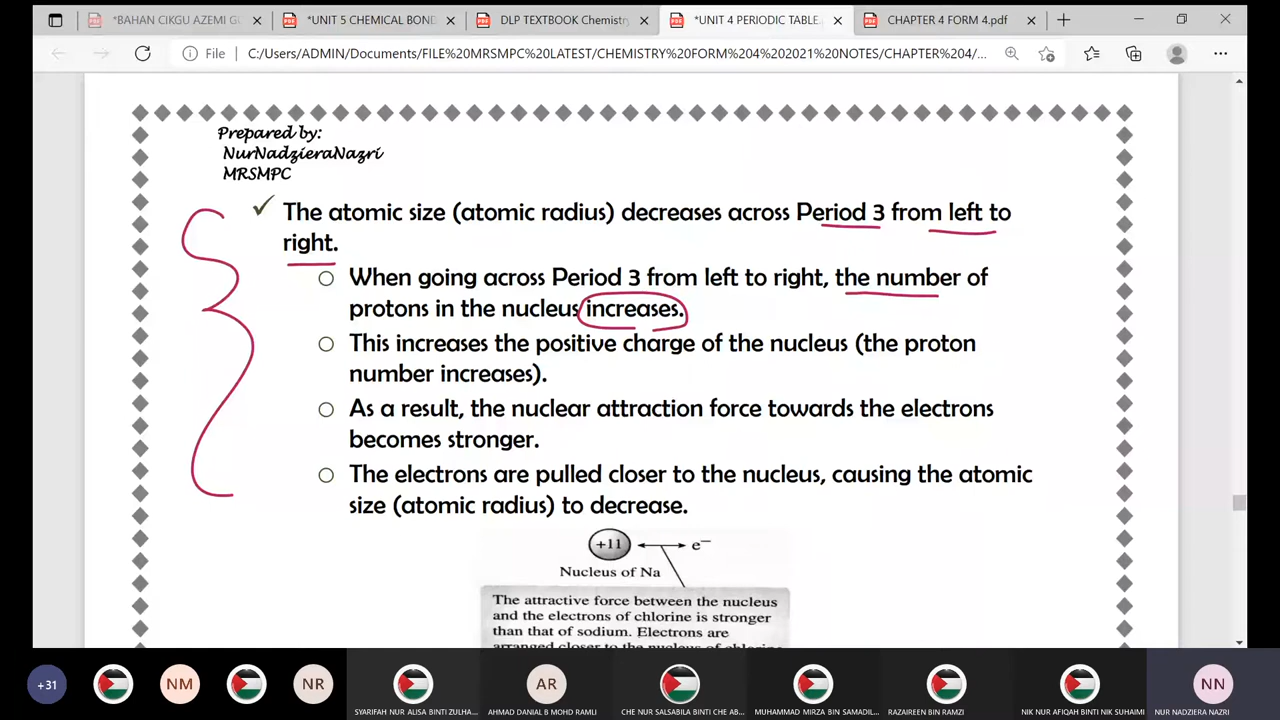 *BAHAN CIKGU AZEMI GU
*UNIT 5 CHEMICAL BOND
DLP TEXTBOOK Chemistry
*UNIT 4 PERIODIC TABLE.
CHAPTER 4 FORM 4.pdf
File
C:/Users/ADMIN/Documents/FILE%20MRSMPC%20LATEST/CHEMISTRY%20FORM%204%202021%20NOTES/CHAPTER%204/...
Prepared by:
NurNadzieraNazri
MRSMPC
✓ The atomic size (atomic radius) decreases across Period 3 from left to
right.
○ When going across Period 3 from left to right, the number of
protons in the nucleus increases.
○ This increases the positive charge of the nucleus (the proton
number increases).
○ As a result, the nuclear attraction force towards the electrons
becomes stronger.
○ The electrons are pulled closer to the nucleus, causing the atomic
size (atomic radius) to decrease.
+11 e⁻
Nucleus of Na
The attractive force between the nucleus
and the electrons of chlorine is stronger
than that of sodium. Electrons are
arranged closer to the nucleus of chlorine
+31 NM NR AR NN
SYARIFAH NUR ALISA BINTI ZULHA...
AHMAD DANIAL B MOHD RAMLI
CHE NUR SALSABILA BINTI CHE AB...
MUHAMMAD MIRZA BIN SAMADIL...
RAZAIREEN BIN RAMZI
NIK NUR AFIQAH BINTI NIK SUHAIMI
NUR NADZIERA NAZRI